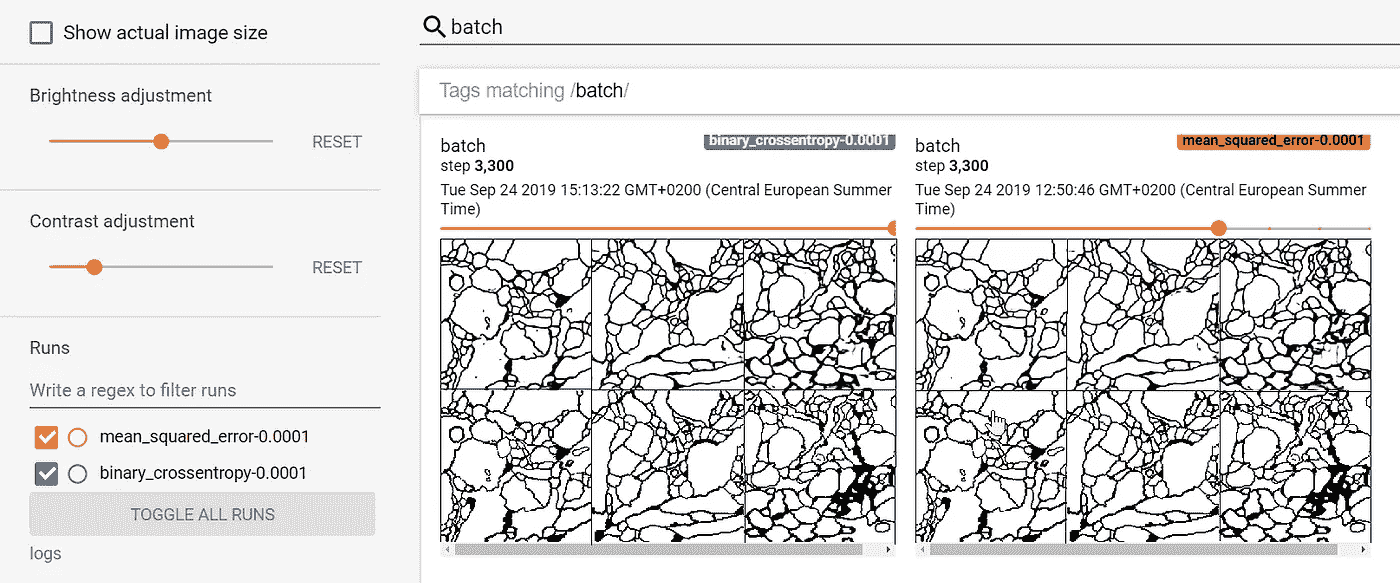 Show actual image size
Brightness adjustment
RESET
Contrast adjustment
RESET
Runs
Write a regex to filter runs
mean_squared_error-0.0001
binary_crossentropy-0.0001
TOGGLE ALL RUNS
logs
batch
Tags matching /batch/
batch
binary_crossentropy-0.0001
step 3,300
Tue Sep 24 2019 15:13:22 GMT+0200 (Central European Summer
Time)
batch
mean_squared_error-0.0001
step 3,300
Tue Sep 24 2019 12:50:46 GMT+0200 (Central European Summer
Time)